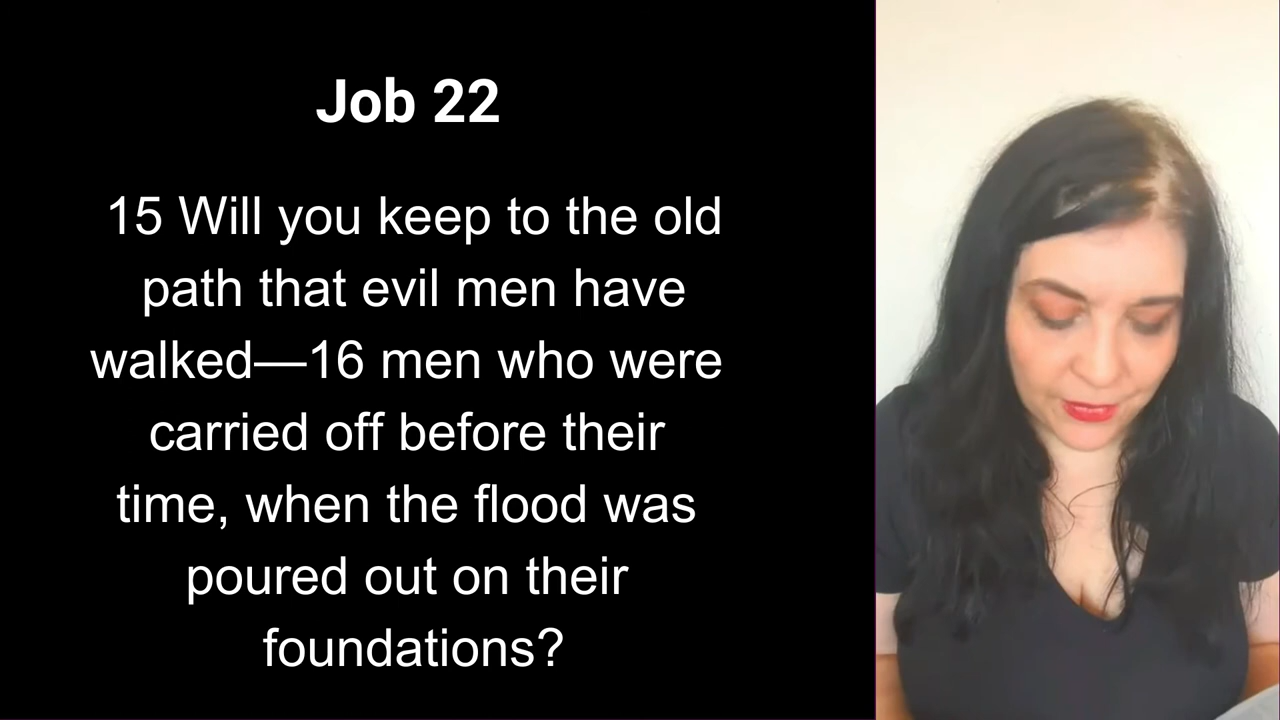 Job 22
15 Will you keep to the old
path that evil men have
walked—16 men who were
carried off before their
time, when the flood was
poured out on their
foundations?